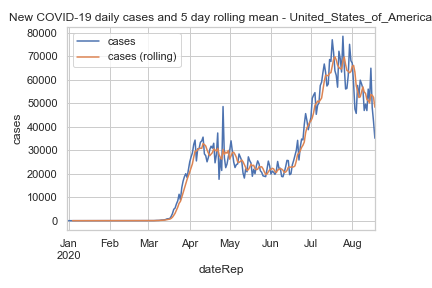 New COVID-19 daily cases and 5 day rolling mean - United_States_of_America
80000
70000
60000
50000
40000
30000
20000
10000
0
cases
cases
cases (rolling)
Jan Feb Mar Apr May Jun Jul Aug
2020
dateRep